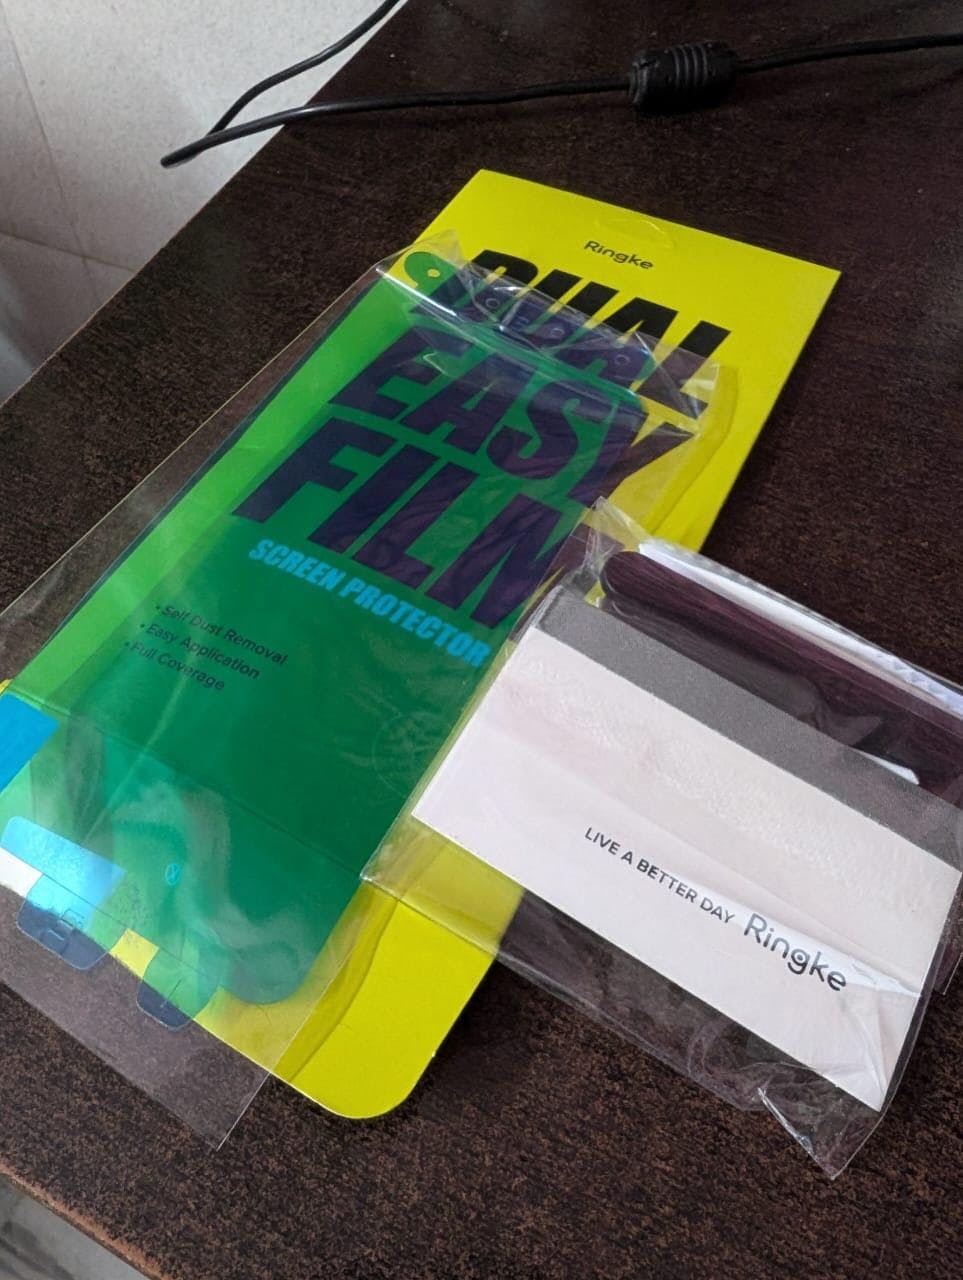 Ringke
DUAL
EASY
FILM
SCREEN PROTECTOR
• Self Dust Removal
• Easy Application
• Full Coverage
LIVE A BETTER DAY Ringke